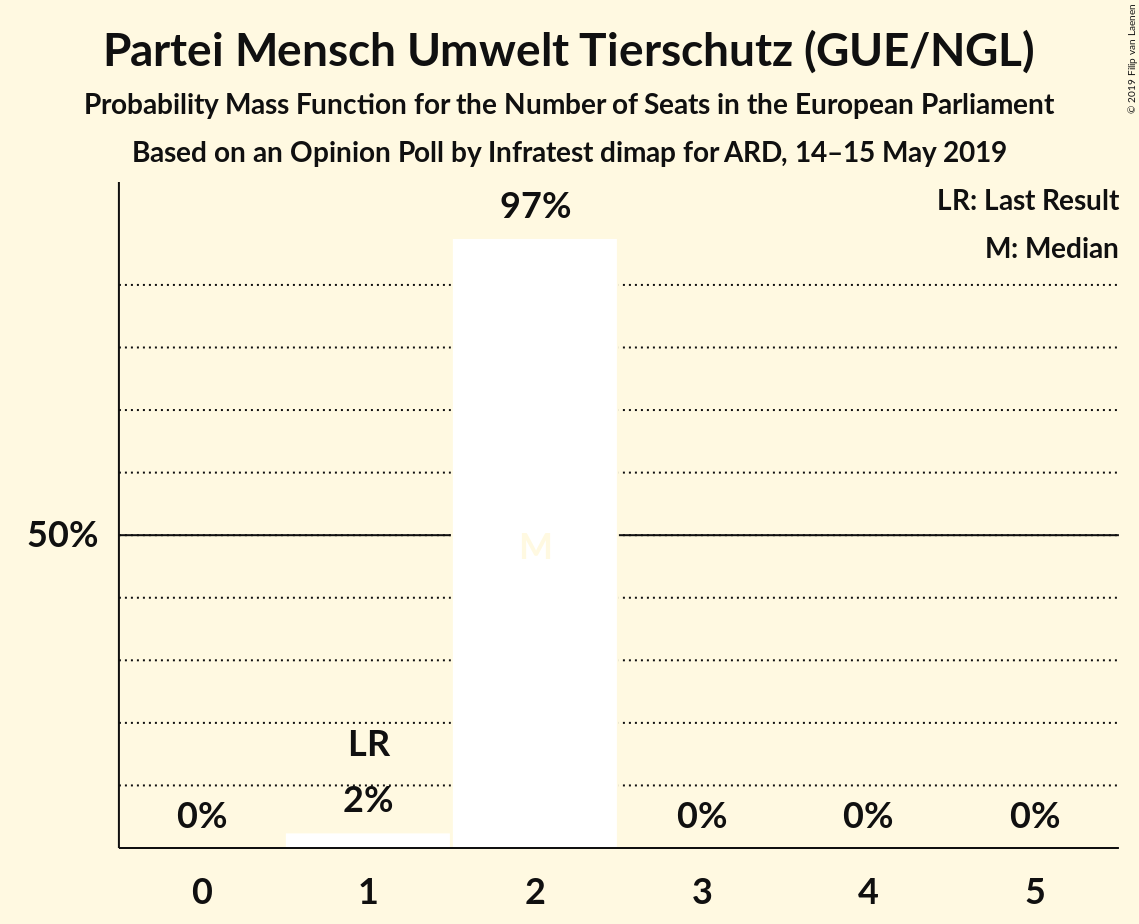 Partei Mensch Umwelt Tierschutz (GUE/NGL)
Probability Mass Function for the Number of Seats in the European Parliament
Based on an Opinion Poll by Infratest dimap for ARD, 14–15 May 2019
© 2019 Filip van Laenen
LR: Last Result
M: Median
97%
50%
M
LR
0%
2%
0%
0%
0%
0
1
2
3
4
5